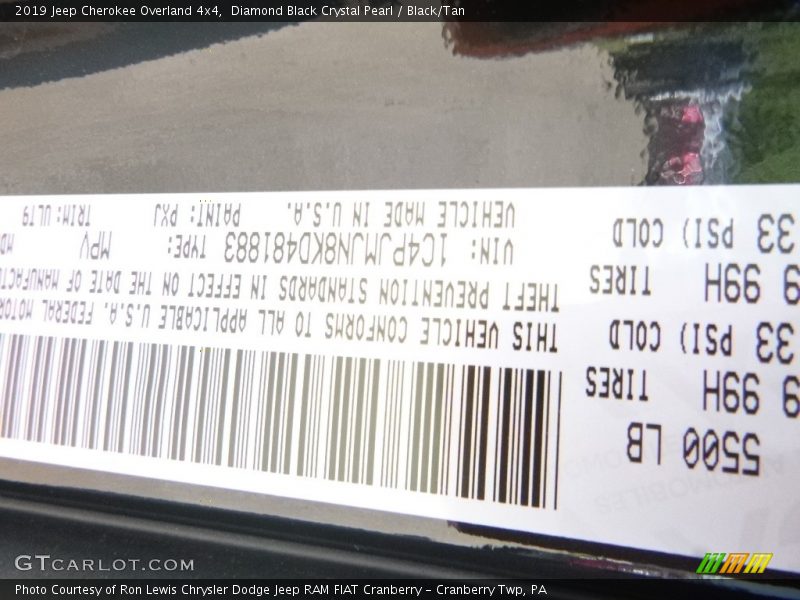 2019 Jeep Cherokee Overland 4x4, Diamond Black Crystal Pearl / Black/Tan
5500 LB
99H TIRES
33 PSI) COLD
99H TIRES
33 PSI) COLD
THIS VEHICLE CONFORMS TO ALL APPLICABLE U.S.A. FEDERAL MOTOR
THEFT PREVENTION STANDARDS IN EFFECT ON THE DATE OF MANUFACTU
VIN: 1C4PJMJN8KD481883 TYPE: MPV MD
VEHICLE MADE IN U.S.A. PAINT: PXJ TRIM: ULT9
GTCARLOT.COM
Photo Courtesy of Ron Lewis Chrysler Dodge Jeep RAM FIAT Cranberry – Cranberry Twp, PA